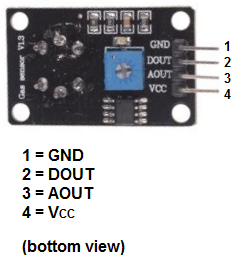 Gas sensor V1.3
GND 1
DOUT 2
AOUT 3
VCC 4
1 = GND
2 = DOUT
3 = AOUT
4 = VCC
(bottom view)